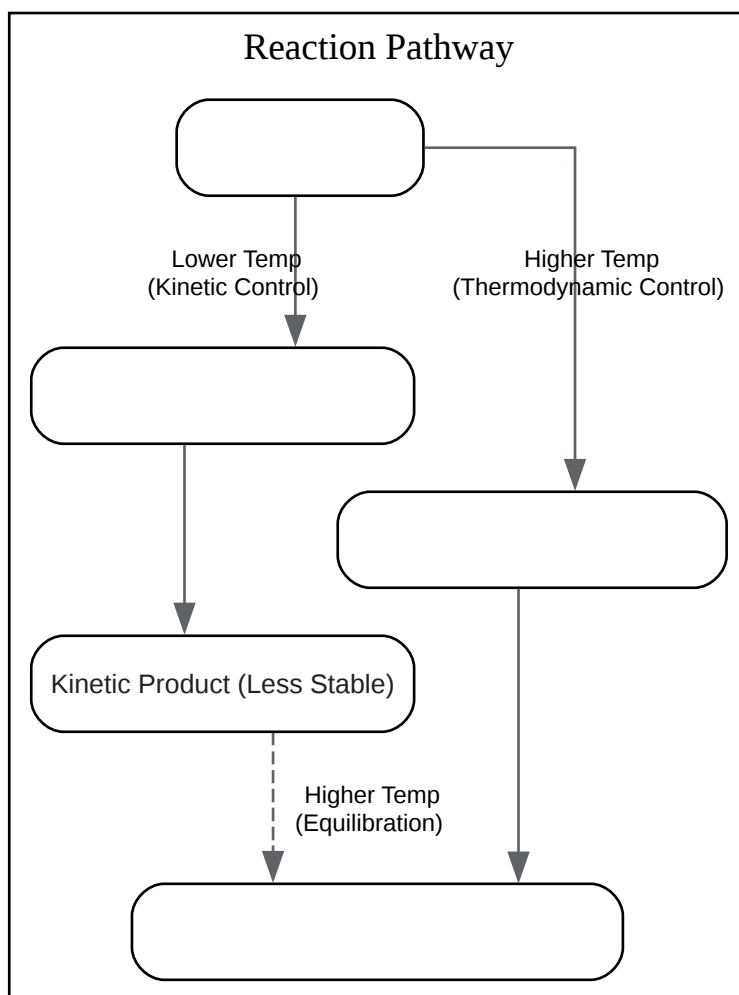 Reaction Pathway
Lower Temp
(Kinetic Control)
Higher Temp
(Thermodynamic Control)
Kinetic Product (Less Stable)
Higher Temp
(Equilibration)